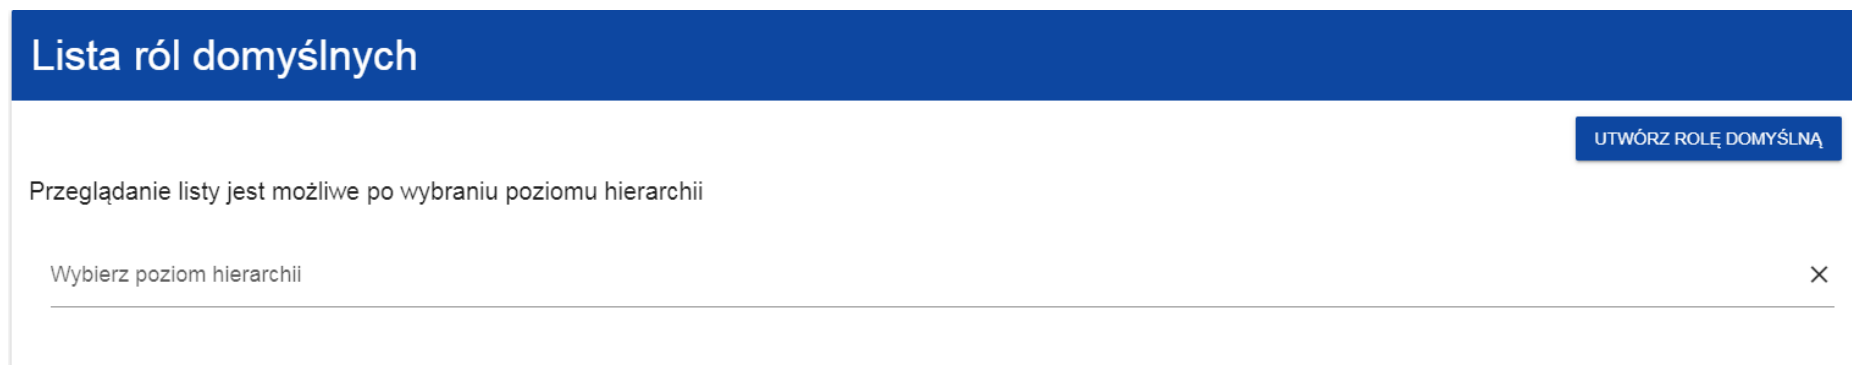 Lista ról domyślnych
UTWÓRZ ROLĘ DOMYŚLNĄ
Przeglądanie listy jest możliwe po wybraniu poziomu hierarchii
Wybierz poziom hierarchii